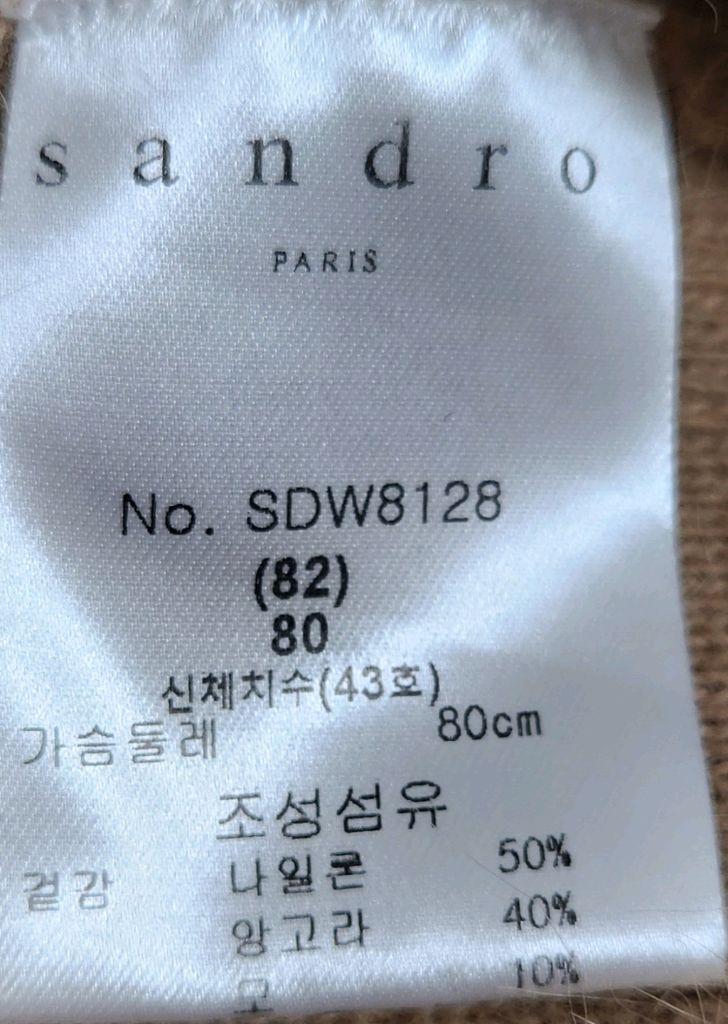 sandro
PARIS
No. SDW8128
(82)
80
신체치수(43호)
가슴둘레 80cm
조성섬유
겉감 나일론 50%
앙고라 40%
모 10%